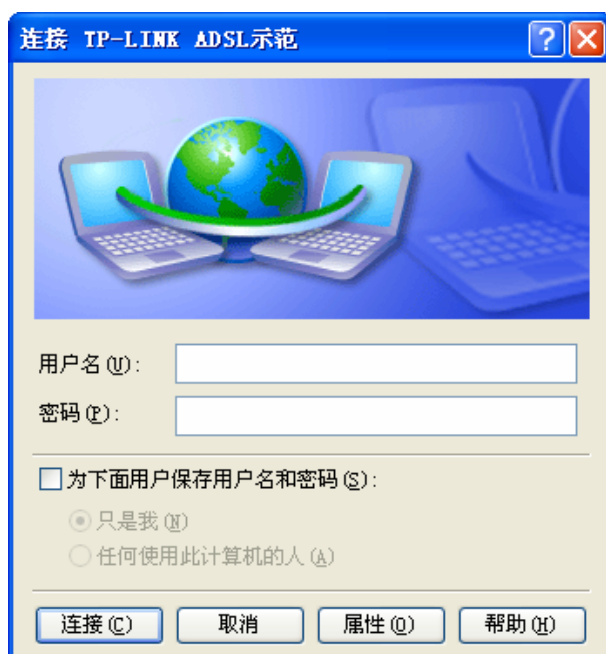 连接 TP-LINK ADSL示范
用户名(U):
密码(P):
为下面用户保存用户名和密码(S):
只是我(N)
任何使用此计算机的人(A)
连接(C) 取消 属性(O) 帮助(H)